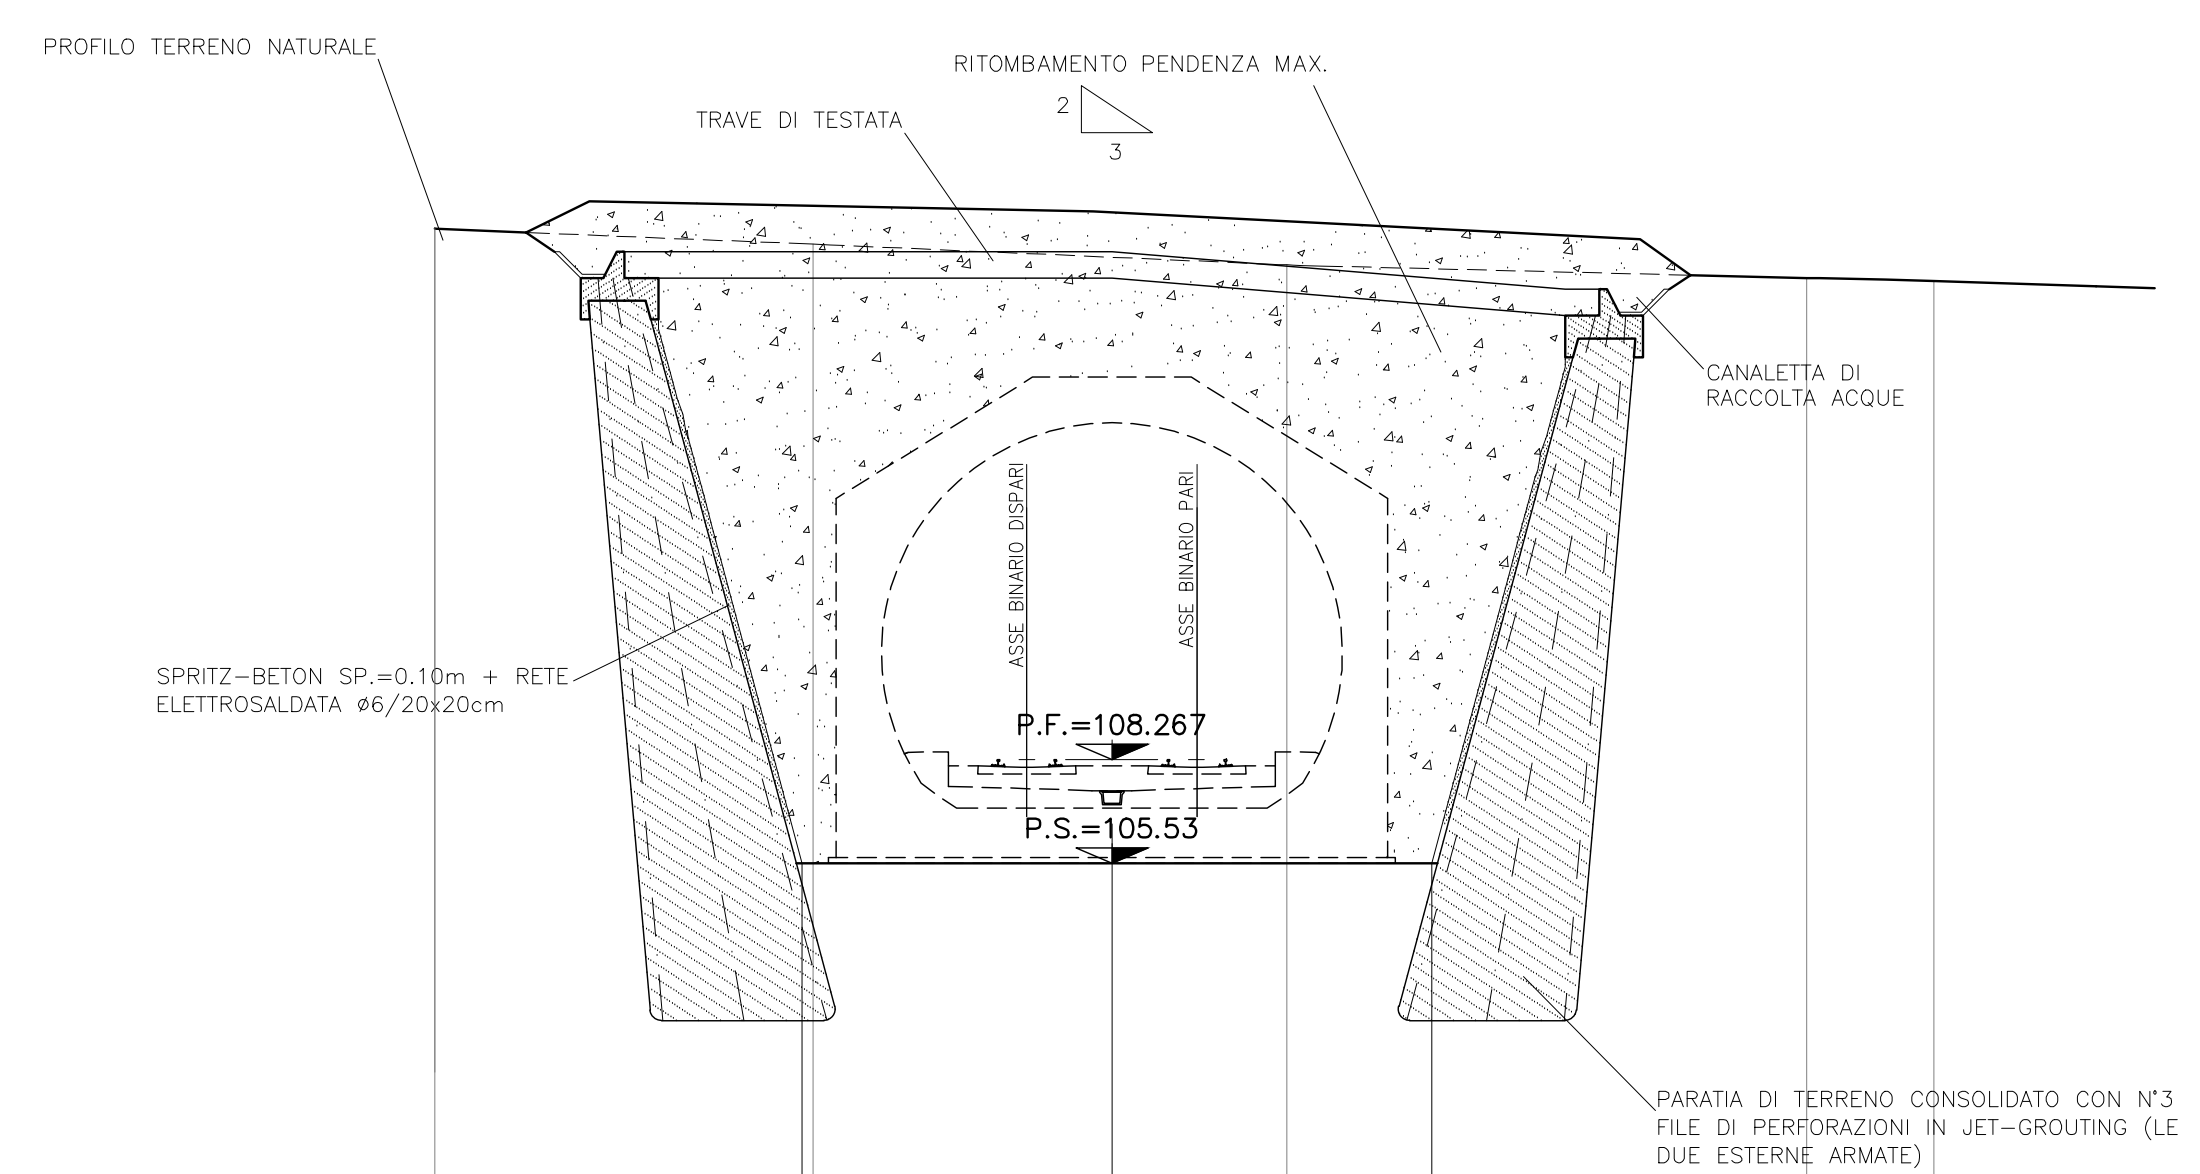 PROFILO TERRENO NATURALE
RITOMBAMENTO PENDENZA MAX.
2
3
TRAVE DI TESTATA
CANALETTA DI
RACCOLTA ACQUE
ASSE BINARIO DISPARI
ASSE BINARIO PARI
SPRITZ-BETON SP.=0.10m + RETE
ELETTROSALDATA Ø6/20x20cm
P.F.=108.267
P.S.=105.53
PARATIA DI TERRENO CONSOLIDATO CON N°3
FILE DI PERFORAZIONI IN JET-GROUTING (LE
DUE ESTERNE ARMATE)